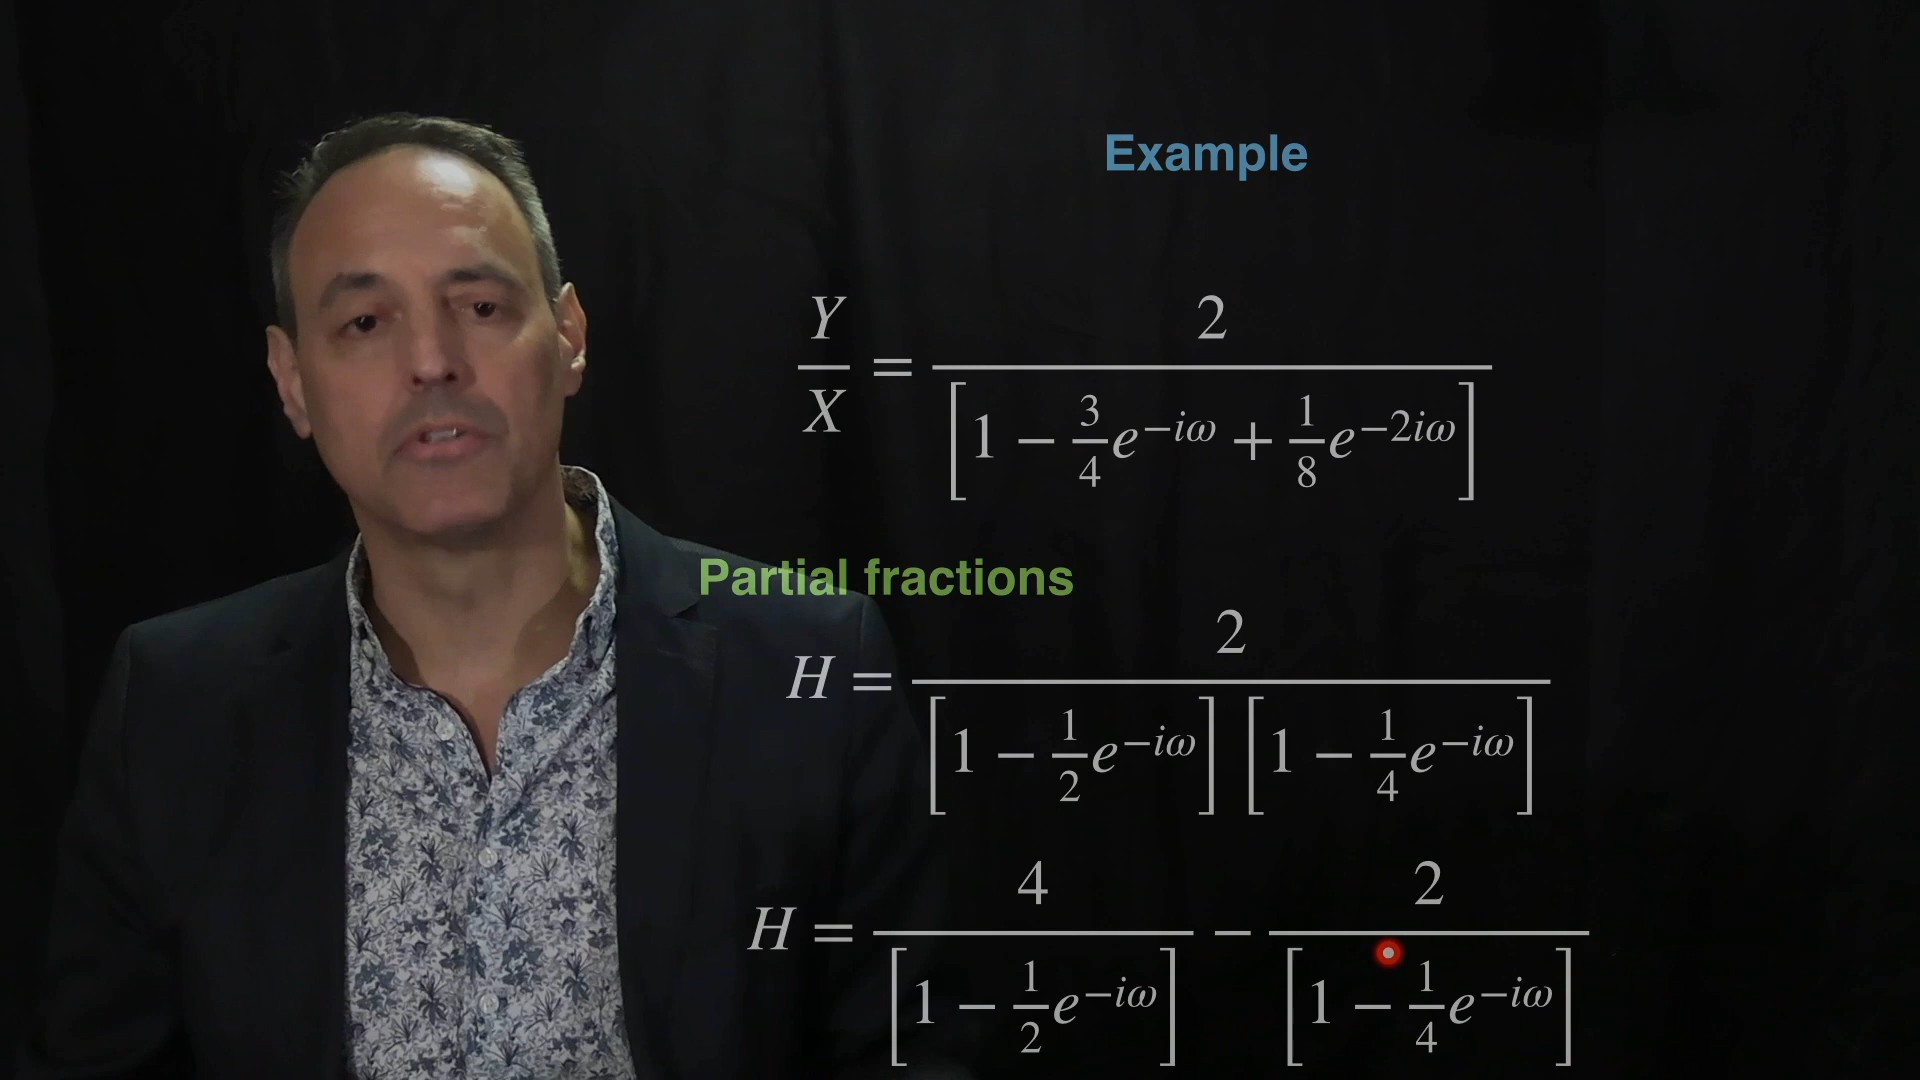 Example
Y/X = 2 / [1 − 3/4 e^{−iω} + 1/8 e^{−2iω}]
Partial fractions
H = 2 / [1 − 1/2 e^{−iω}] [1 − 1/4 e^{−iω}]
H = 4 / [1 − 1/2 e^{−iω}] − 2 / [1 − 1/4 e^{−iω}]